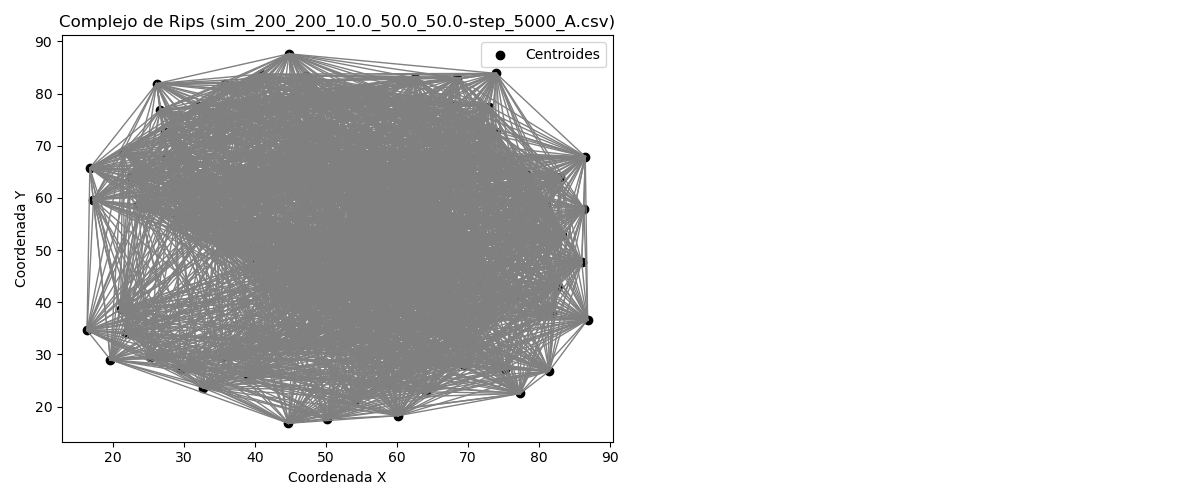 Complejo de Rips (sim_200_200_10.0_50.0_50.0-step_5000_A.csv)
Centroides
90
80
70
60
50
40
30
20
Coordenada Y
20 30 40 50 60 70 80 90
Coordenada X